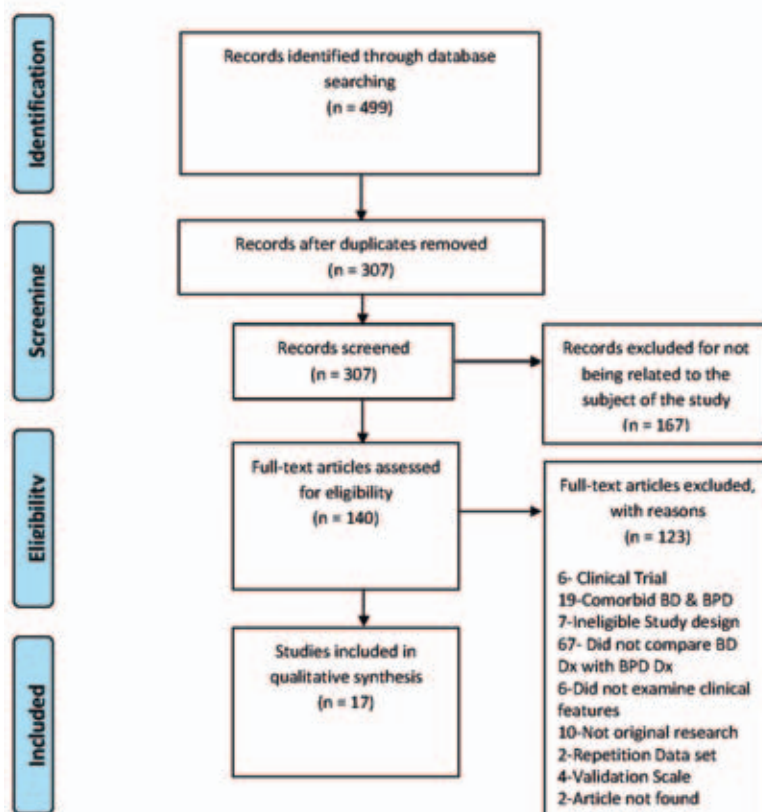 Identification
Records identified through database
searching
(n = 499)
Screening
Records after duplicates removed
(n = 307)
Records screened
(n = 307)
Records excluded for not
being related to the
subject of the study
(n = 167)
Eligibility
Full-text articles assessed
for eligibility
(n = 140)
Full-text articles excluded,
with reasons
(n = 123)
6- Clinical Trial
19-Comorbid BD & BPD
7-Ineligible Study design
67- Did not compare BD
Dx with BPD Dx
6-Did not examine clinical
features
10-Not original research
2-Repetition Data set
4-Validation Scale
2-Article not found
Included
Studies included in
qualitative synthesis
(n = 17)